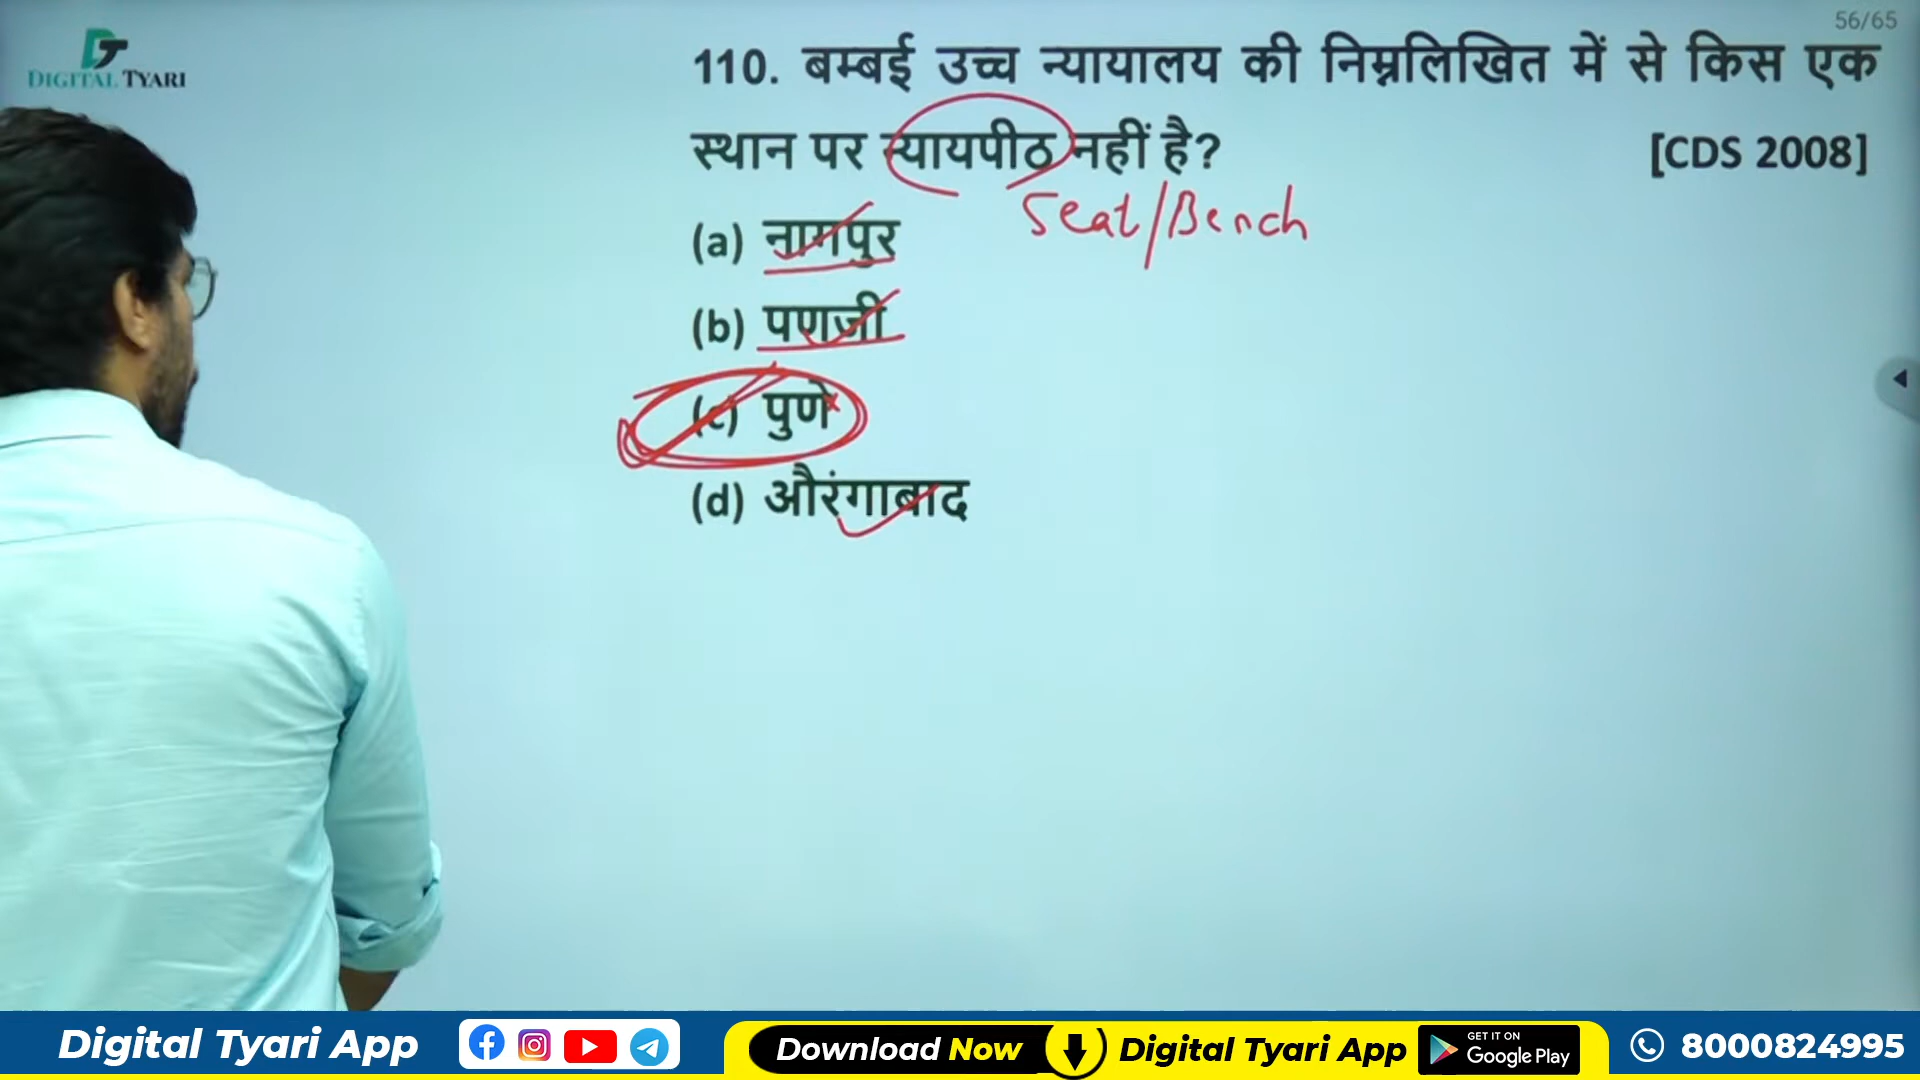 56/65
DIGITAL TYARI
110. बम्बई उच्च न्यायालय की निम्नलिखित में से किस एक
स्थान पर न्यायपीठ नहीं है? [CDS 2008]
Seat/Bench
(a) नागपुर
(b) पणजी
(c) पुणे
(d) औरंगाबाद
Digital Tyari App Download Now Digital Tyari App GET IT ON Google Play 8000824995